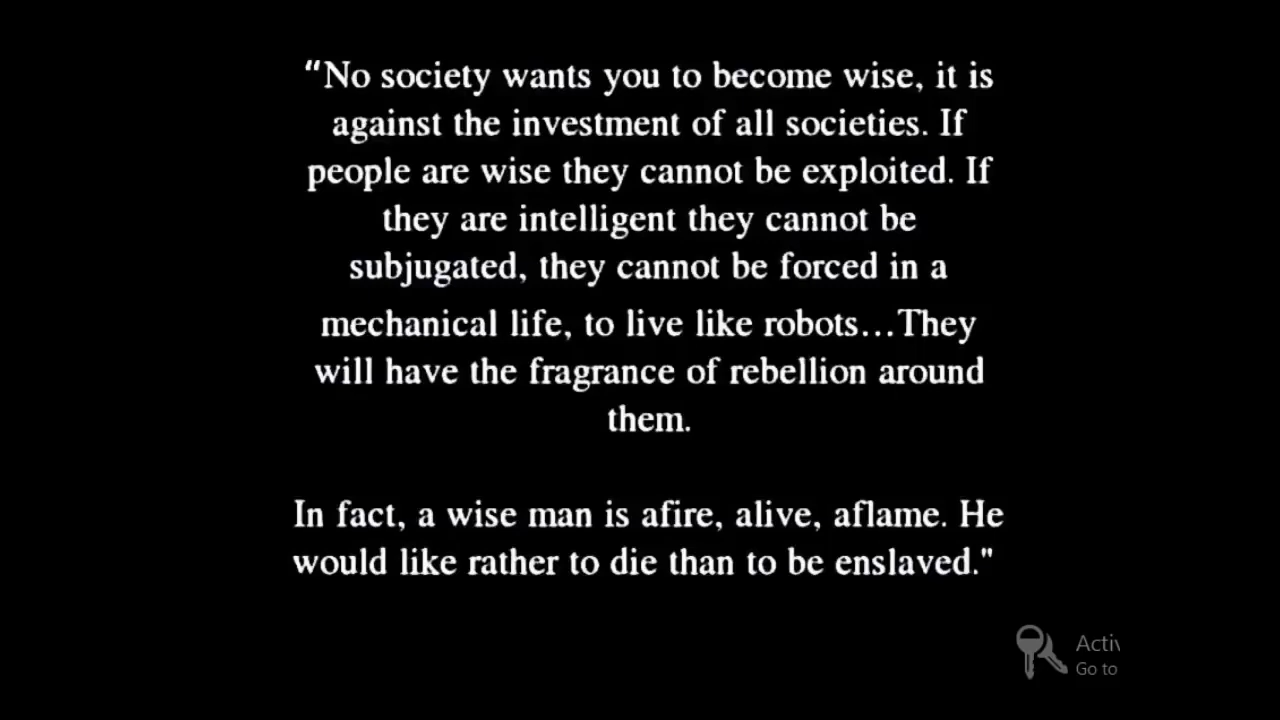 “No society wants you to become wise, it is
against the investment of all societies. If
people are wise they cannot be exploited. If
they are intelligent they cannot be
subjugated, they cannot be forced in a
mechanical life, to live like robots…They
will have the fragrance of rebellion around
them.
In fact, a wise man is afire, alive, aflame. He
would like rather to die than to be enslaved."
Activ
Go to